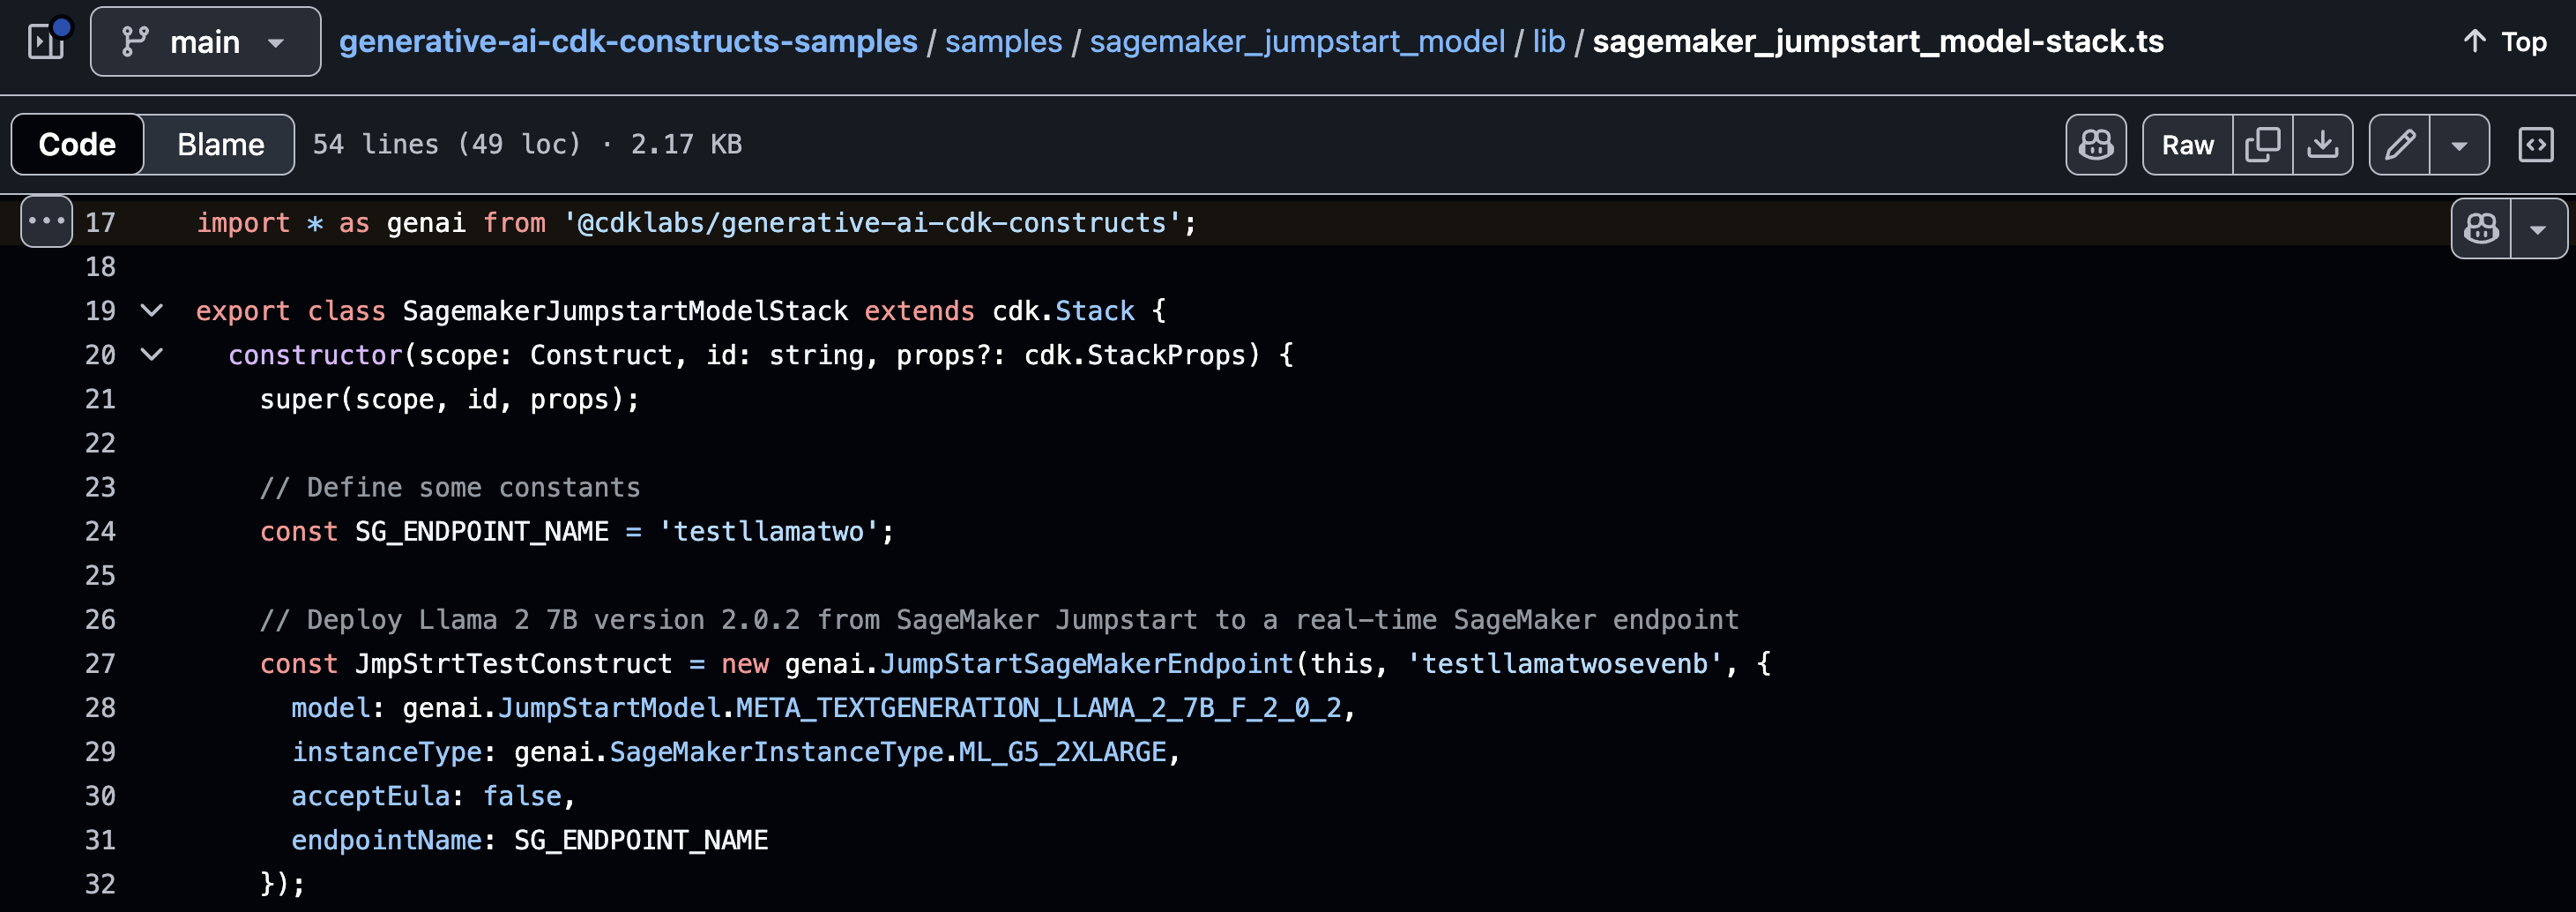 main generative-ai-cdk-constructs-samples / samples / sagemaker_jumpstart_model / lib / sagemaker_jumpstart_model-stack.ts ↑ Top
Code Blame 54 lines (49 loc) · 2.17 KB Raw
17 import * as genai from '@cdklabs/generative-ai-cdk-constructs';
18
19 export class SagemakerJumpstartModelStack extends cdk.Stack {
20 constructor(scope: Construct, id: string, props?: cdk.StackProps) {
21 super(scope, id, props);
22
23 // Define some constants
24 const SG_ENDPOINT_NAME = 'testllamatwo';
25
26 // Deploy Llama 2 7B version 2.0.2 from SageMaker Jumpstart to a real-time SageMaker endpoint
27 const JmpStrtTestConstruct = new genai.JumpStartSageMakerEndpoint(this, 'testllamatwosevenb', {
28 model: genai.JumpStartModel.META_TEXTGENERATION_LLAMA_2_7B_F_2_0_2,
29 instanceType: genai.SageMakerInstanceType.ML_G5_2XLARGE,
30 acceptEula: false,
31 endpointName: SG_ENDPOINT_NAME
32 });